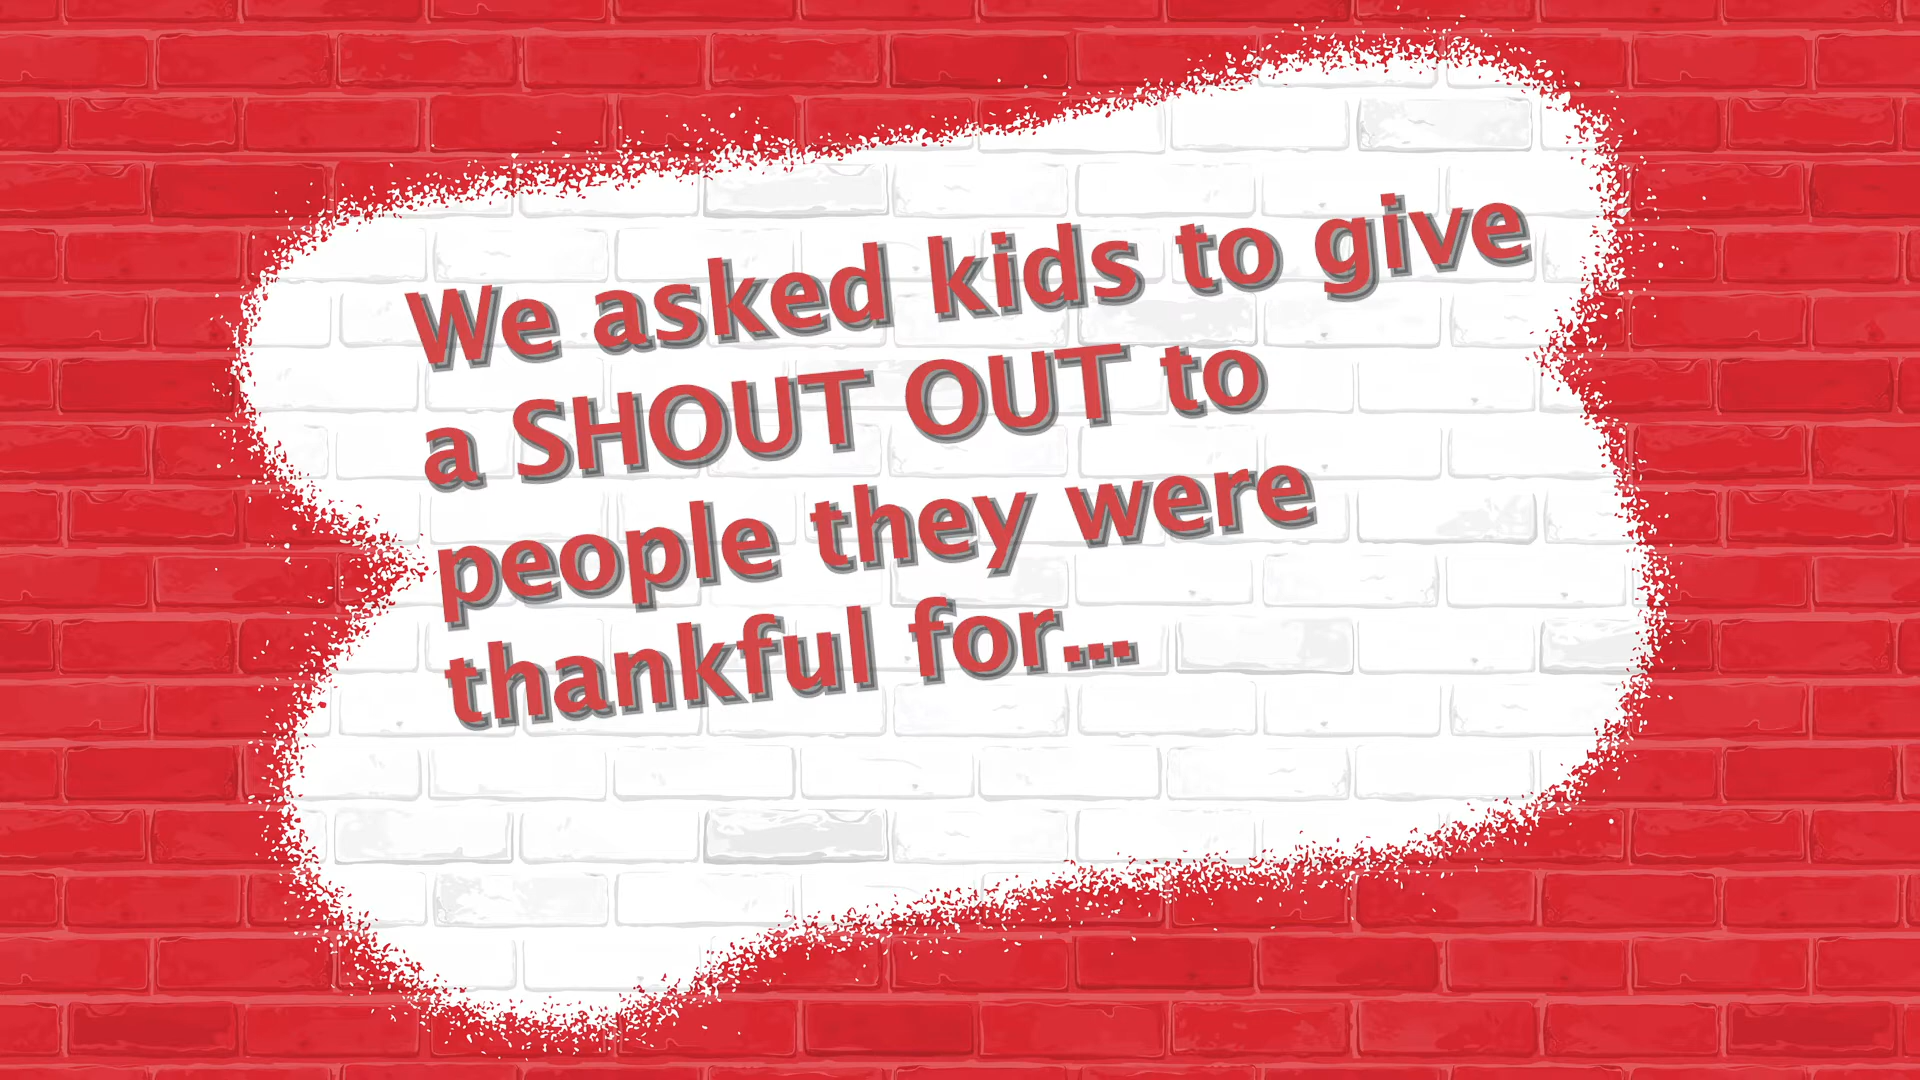 We asked kids to give
a SHOUT OUT to
people they were
thankful for...